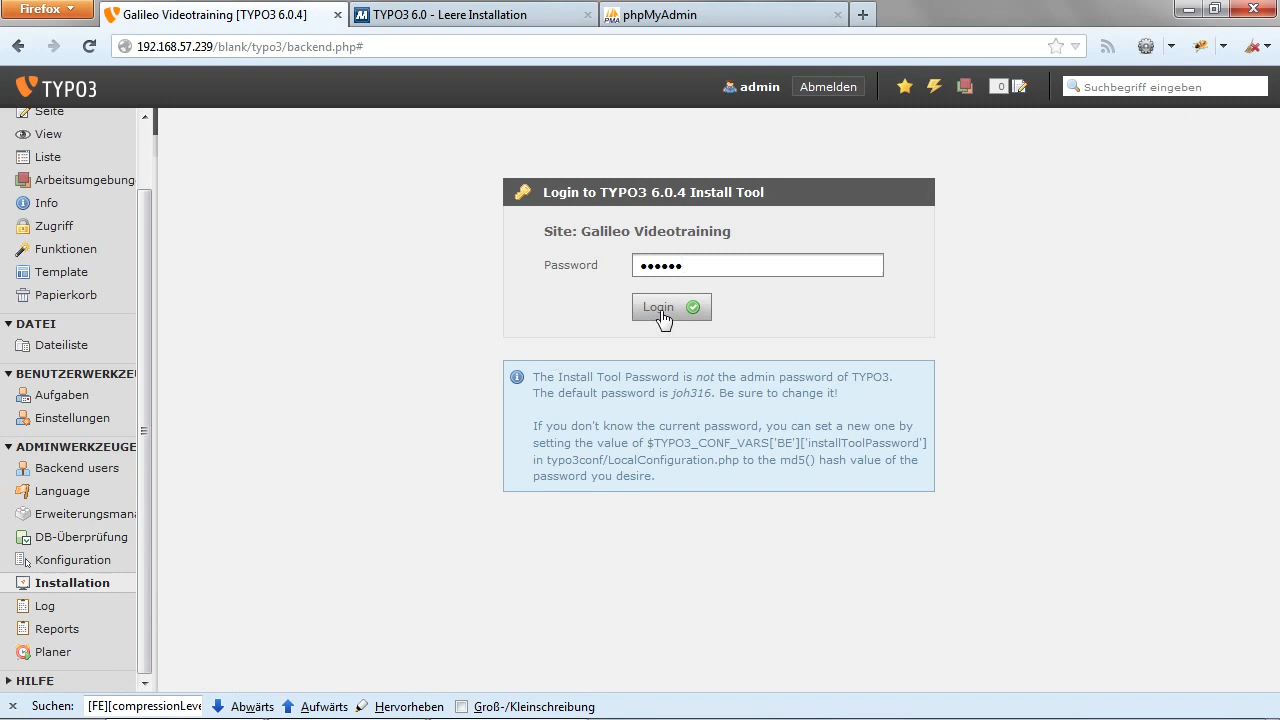 Firefox
Galileo Videotraining [TYPO3 6.0.4]
TYPO3 6.0 - Leere Installation
phpMyAdmin
192.168.57.239/blank/typo3/backend.php#
TYPO3
admin
Abmelden
0
Suchbegriff eingeben
Seite
View
Liste
Arbeitsumgebung
Info
Zugriff
Funktionen
Template
Papierkorb
DATEI
Dateiliste
BENUTZERWERKZE
Aufgaben
Einstellungen
ADMINWERKZEUGE
Backend users
Language
Erweiterungsmana
DB-Überprüfung
Konfiguration
Installation
Log
Reports
Planer
HILFE
Login to TYPO3 6.0.4 Install Tool
Site: Galileo Videotraining
Password ●●●●●●
Login
The Install Tool Password is not the admin password of TYPO3.
The default password is joh316. Be sure to change it!
If you don't know the current password, you can set a new one by
setting the value of $TYPO3_CONF_VARS['BE']['installToolPassword']
in typo3conf/LocalConfiguration.php to the md5() hash value of the
password you desire.
Suchen: [FE][compressionLeve Abwärts Aufwärts Hervorheben Groß-/Kleinschreibung